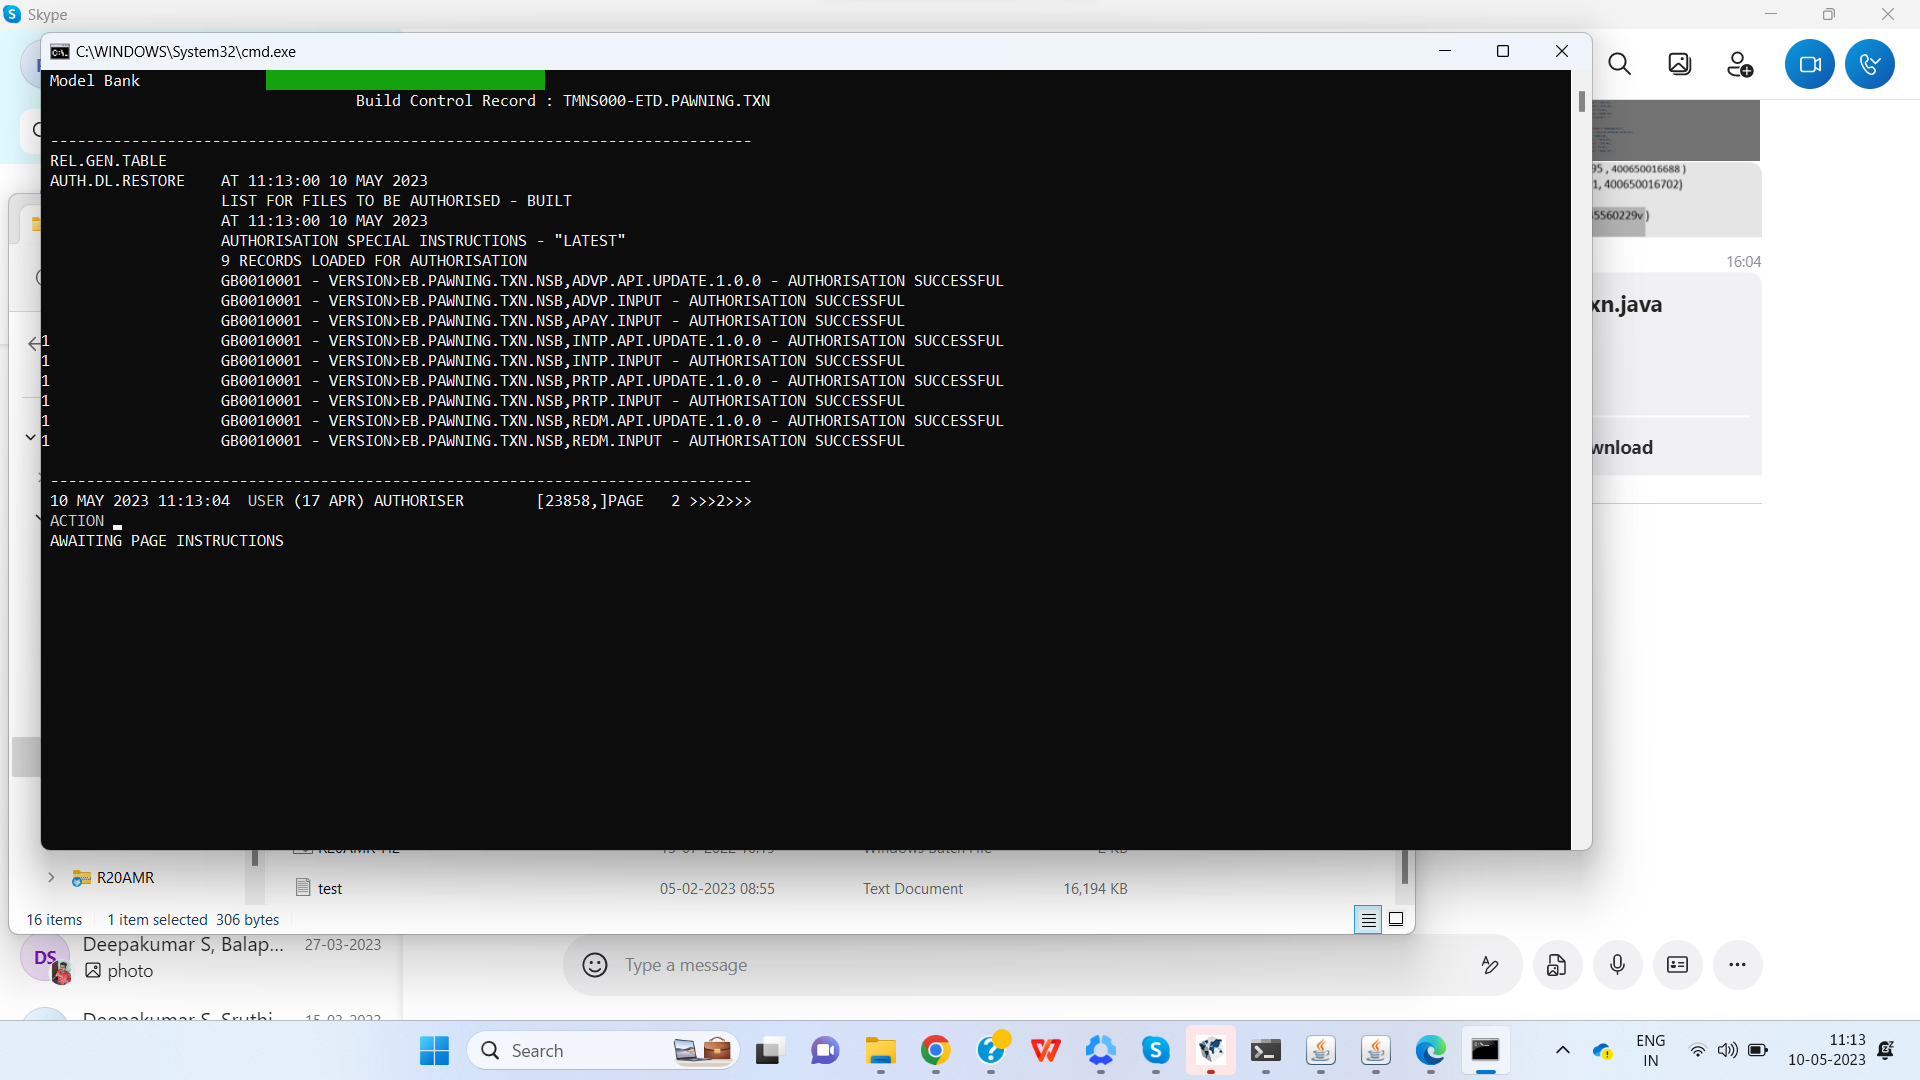 Skype
C:\WINDOWS\System32\cmd.exe
Model Bank
Build Control Record : TMNS000-ETD.PAWNING.TXN
------------------------------------------------------------------------------
REL.GEN.TABLE
AUTH.DL.RESTORE    AT 11:13:00 10 MAY 2023
LIST FOR FILES TO BE AUTHORISED - BUILT
AT 11:13:00 10 MAY 2023
AUTHORISATION SPECIAL INSTRUCTIONS - "LATEST"
9 RECORDS LOADED FOR AUTHORISATION
GB0010001 - VERSION>EB.PAWNING.TXN.NSB,ADVP.API.UPDATE.1.0.0 - AUTHORISATION SUCCESSFUL
GB0010001 - VERSION>EB.PAWNING.TXN.NSB,ADVP.INPUT - AUTHORISATION SUCCESSFUL
GB0010001 - VERSION>EB.PAWNING.TXN.NSB,APAY.INPUT - AUTHORISATION SUCCESSFUL
1 GB0010001 - VERSION>EB.PAWNING.TXN.NSB,INTP.API.UPDATE.1.0.0 - AUTHORISATION SUCCESSFUL
1 GB0010001 - VERSION>EB.PAWNING.TXN.NSB,INTP.INPUT - AUTHORISATION SUCCESSFUL
1 GB0010001 - VERSION>EB.PAWNING.TXN.NSB,PRTP.API.UPDATE.1.0.0 - AUTHORISATION SUCCESSFUL
1 GB0010001 - VERSION>EB.PAWNING.TXN.NSB,PRTP.INPUT - AUTHORISATION SUCCESSFUL
1 GB0010001 - VERSION>EB.PAWNING.TXN.NSB,REDM.API.UPDATE.1.0.0 - AUTHORISATION SUCCESSFUL
1 GB0010001 - VERSION>EB.PAWNING.TXN.NSB,REDM.INPUT - AUTHORISATION SUCCESSFUL
------------------------------------------------------------------------------
10 MAY 2023 11:13:04  USER (17 APR) AUTHORISER        [23858,]PAGE   2 >>>2>>>
ACTION
AWAITING PAGE INSTRUCTIONS
95 , 400650016688 )
1, 400650016702)
5560229v )
16:04
xn.java
wnload
R20AMR
test 05-02-2023 08:55 Text Document 16,194 KB
16 items 1 item selected 306 bytes
Deepakumar S, Balap... 27-03-2023
DS
photo
Type a message
Deepakumar S, Sruthi 15-03-2023
Search
ENG
IN
11:13
10-05-2023